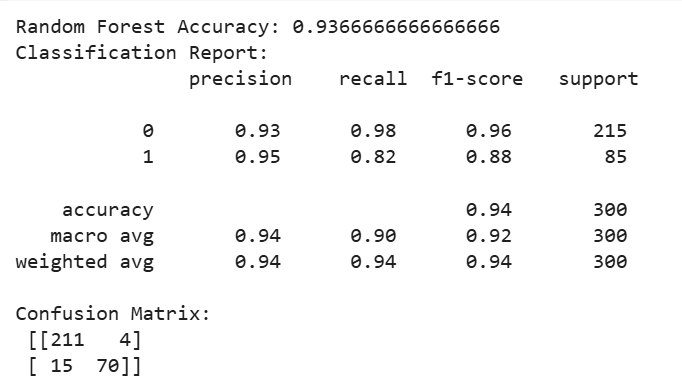 Random Forest Accuracy: 0.9366666666666666
Classification Report:
              precision    recall  f1-score   support

           0       0.93      0.98      0.96       215
           1       0.95      0.82      0.88        85

    accuracy                           0.94       300
   macro avg       0.94      0.90      0.92       300
weighted avg       0.94      0.94      0.94       300

Confusion Matrix:
 [[211   4]
 [ 15  70]]